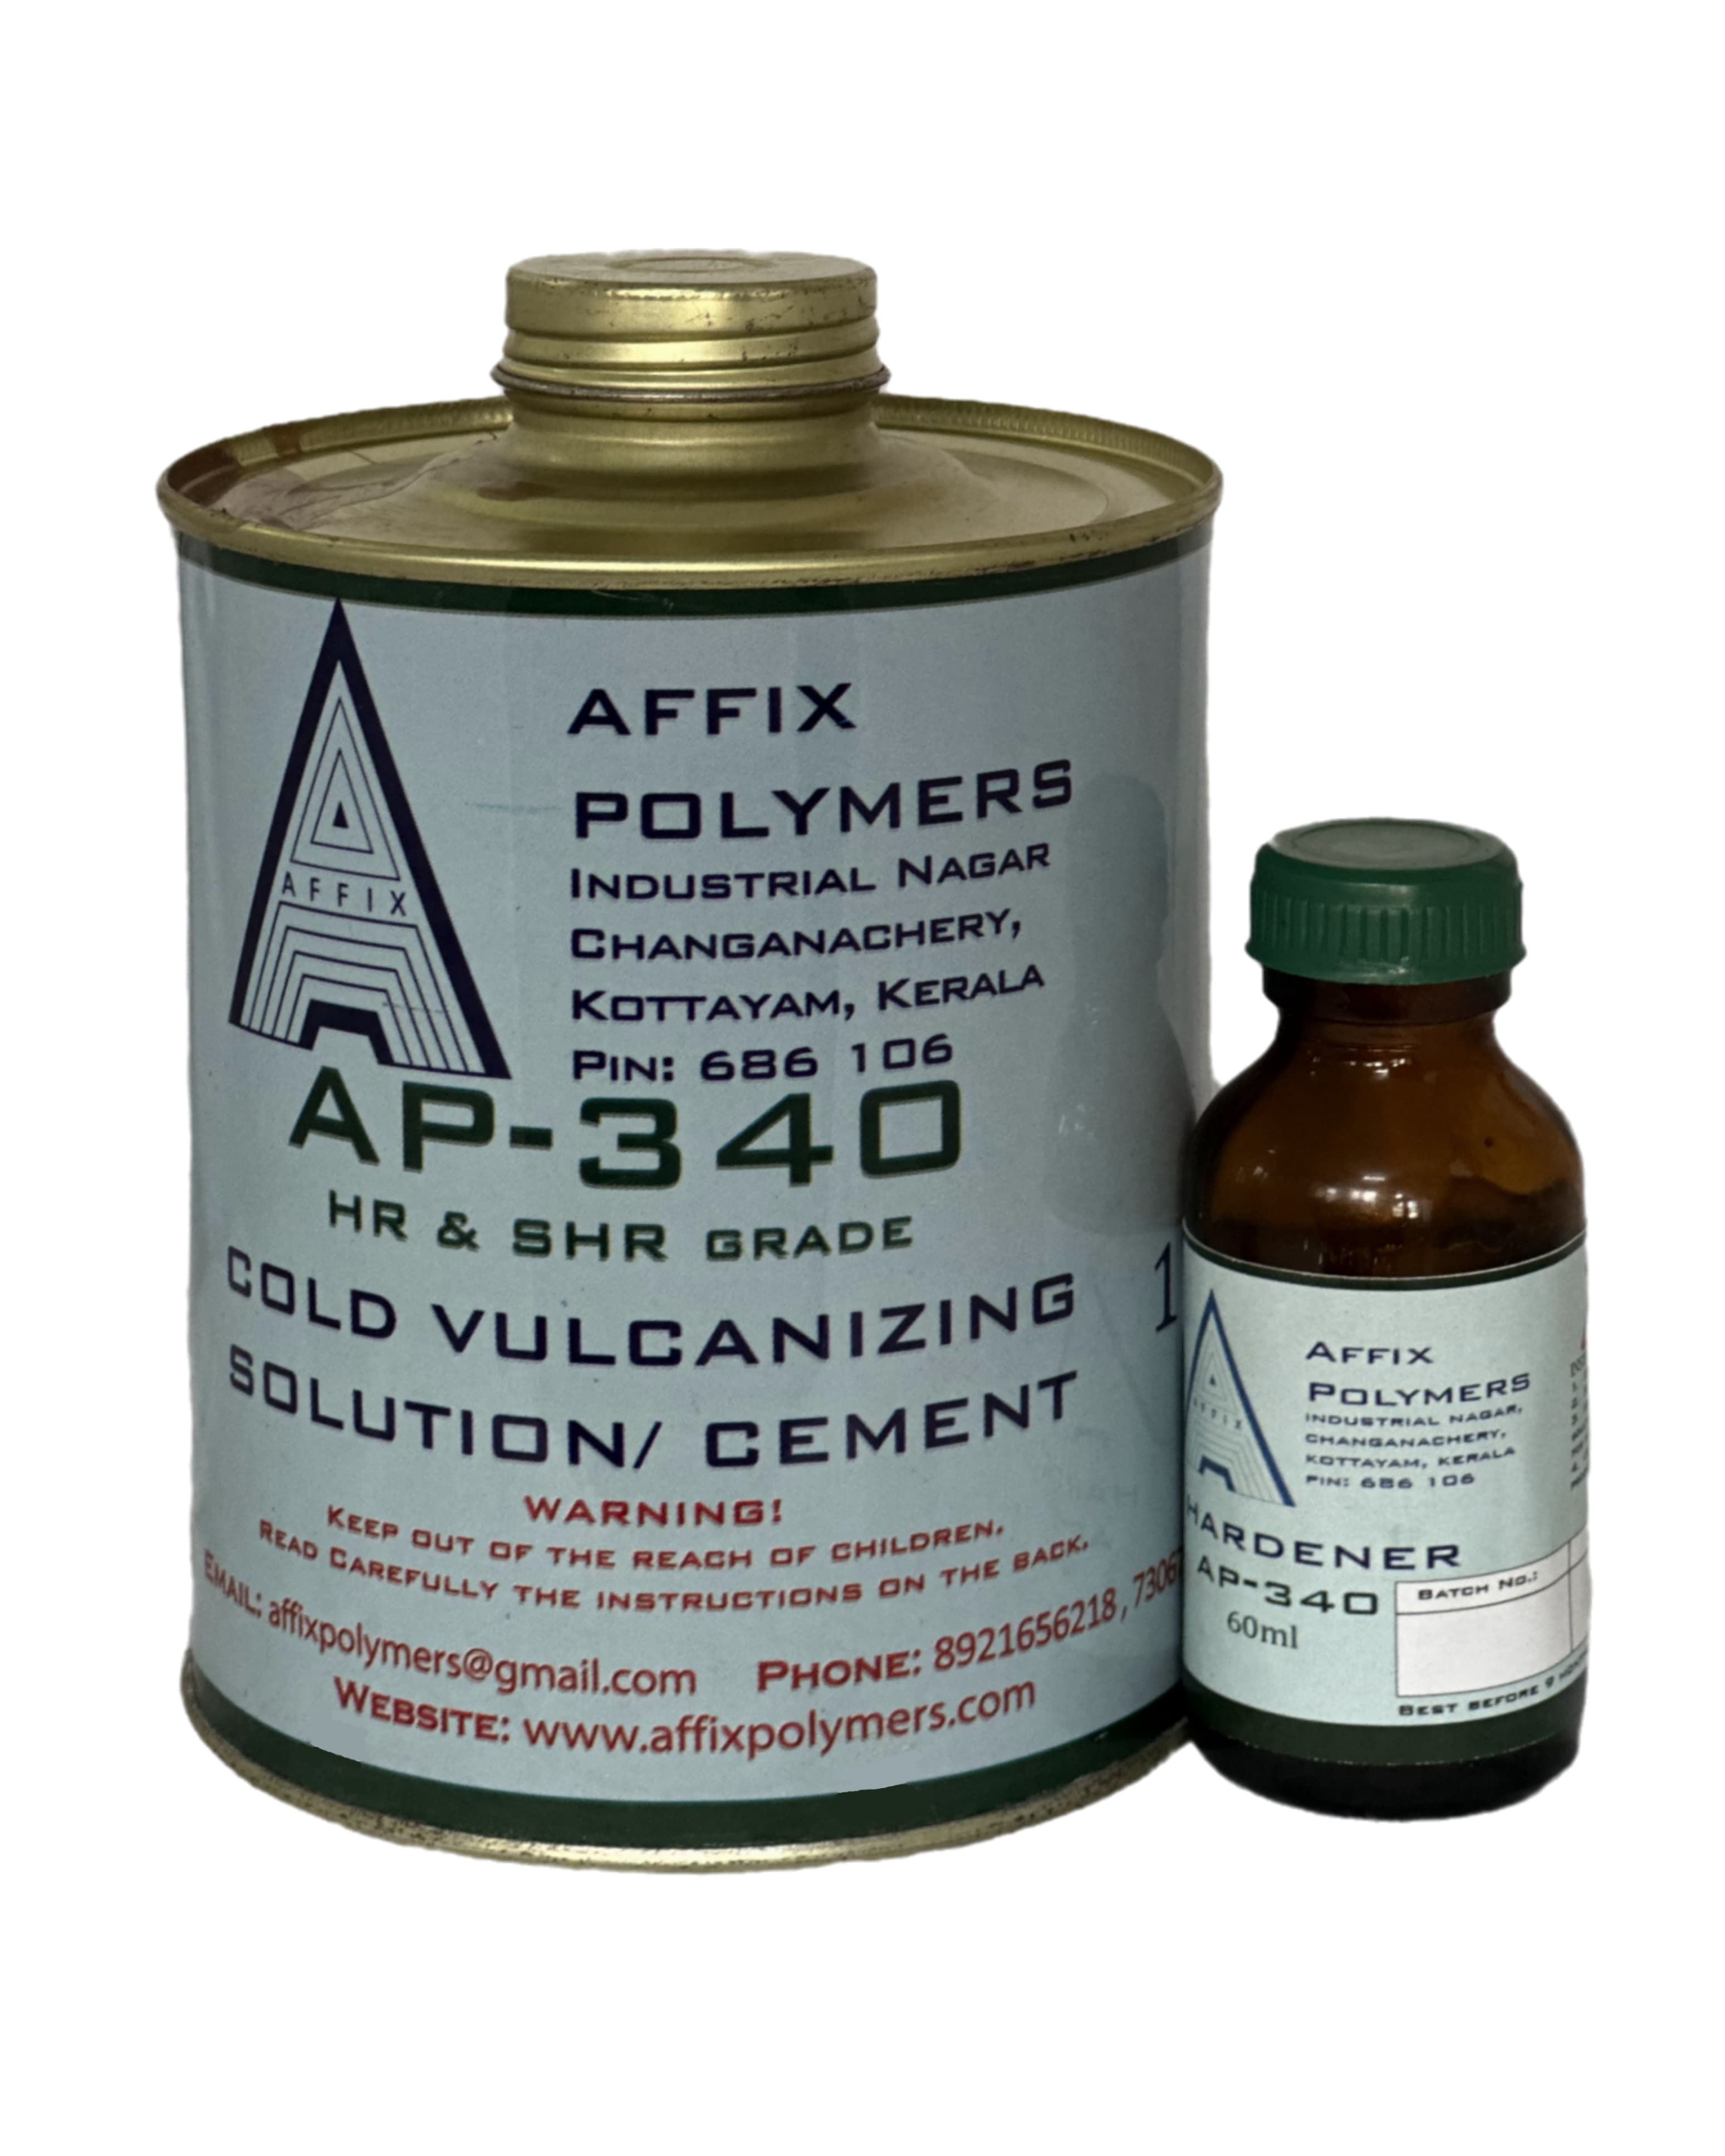 AFFIX
POLYMERS
INDUSTRIAL NAGAR
CHANGANACHERY,
KOTTAYAM, KERALA
PIN: 686 106
AFFIX
AP-340
HR & SHR GRADE
COLD VULCANIZING
SOLUTION/ CEMENT
1
WARNING!
KEEP OUT OF THE REACH OF CHILDREN.
READ CAREFULLY THE INSTRUCTIONS ON THE BACK.
EMAIL: affixpolymers@gmail.com PHONE: 8921656218, 7306
WEBSITE: www.affixpolymers.com
AFFIX
POLYMERS
INDUSTRIAL NAGAR,
CHANGANACHERY,
KOTTAYAM, KERALA
PIN: 686 106
AFFIX
HARDENER
AP-340
60ml
BATCH NO.:
BEST BEFORE 9